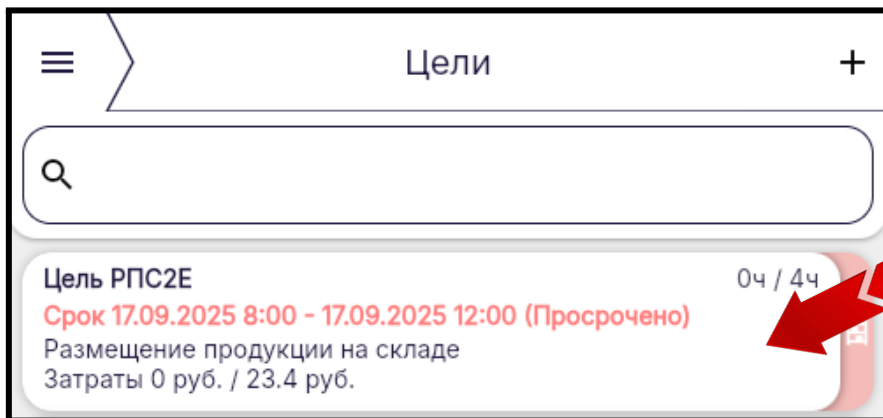 Цели
Цель РПС2Е 0ч / 4ч
Срок 17.09.2025 8:00 - 17.09.2025 12:00 (Просрочено)
Размещение продукции на складе
Затраты 0 руб. / 23.4 руб.